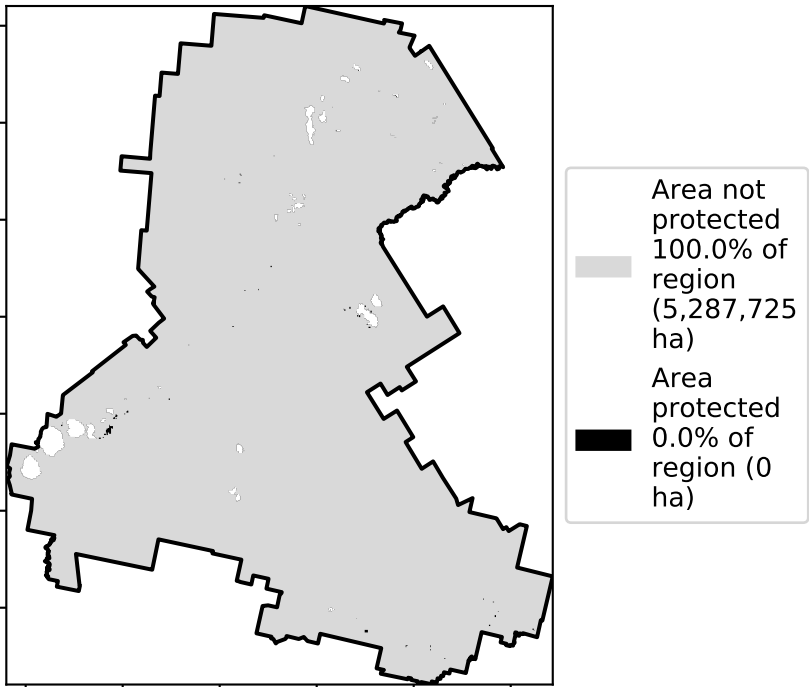 Area not
protected
100.0% of
region
(5,287,725
ha)
Area
protected
0.0% of
region (0
ha)